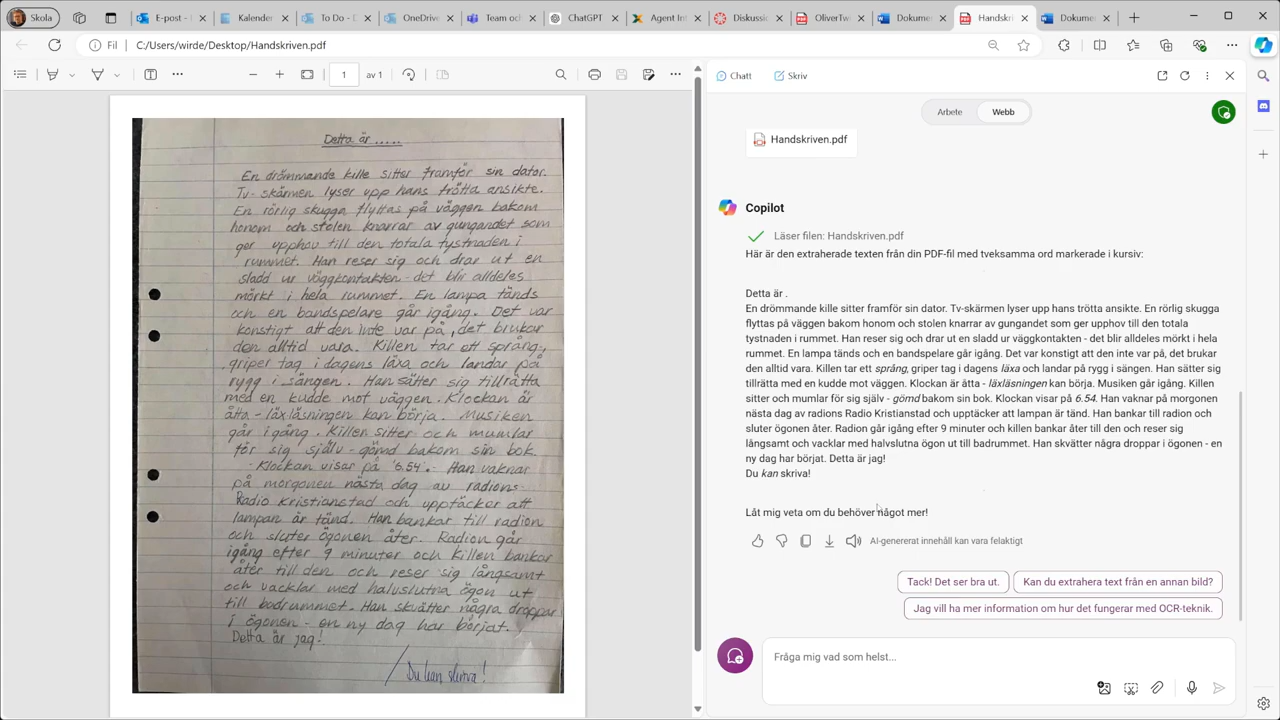 Skola
E-post -
Kalender
To Do - D
OneDrive
Team och
ChatGPT
Agent In
Diskussic
OliverTwe
Dokumer
Handskri
Dokume
Fil
C:/Users/wirde/Desktop/Handskriven.pdf
1
av 1
Detta är .....
En drömmande kille sitter framför sin dator.
Tv-skärmen lyser upp hans trötta ansikte.
En rörlig skugga flyttas på väggen bakom
honom och stolen knarrar av gungandet som
ger upphov till den totala tystnaden i
rummet. Han reser sig och drar ut en
sladd ur väggkontakten - det blir alldeles
mörkt i hela rummet. En lampa tänds
och en bandspelare går igång. Det var
konstigt att den inte var på, det brukar
den alltid vara. Killen tar ett språng,
griper tag i dagens läxa och landar på
rygg i sängen. Han sätter sig tillrätta
med en kudde mot väggen. Klockan är
åtta - läxläsningen kan börja. Musiken
går igång. Killen sitter och mumlar
för sig själv - gömd bakom sin bok.
- Klockan visar på "6.54". - Han vaknar
på morgonen nästa dag av radions
Radio Kristianstad och upptäcker att
lampan är tänd. Han bankar till radion
och sluter ögonen åter. Radion går
igång efter 9 minuter och killen bankar
åter till den och reser sig långsamt
och vacklar med halvslutna ögon ut
till badrummet. Han skvätter några droppar
i ögonen - en ny dag har börjat.
Detta är jag!
/Du kan skriva!
Chatt
Skriv
Arbete
Webb
Handskriven.pdf
Copilot
Läser filen: Handskriven.pdf
Här är den extraherade texten från din PDF-fil med tveksamma ord markerade i kursiv:
Detta är .
En drömmande kille sitter framför sin dator. Tv-skärmen lyser upp hans trötta ansikte. En rörlig skugga
flyttas på väggen bakom honom och stolen knarrar av gungandet som ger upphov till den totala
tystnaden i rummet. Han reser sig och drar ut en sladd ur väggkontakten - det blir alldeles mörkt i hela
rummet. En lampa tänds och en bandspelare går igång. Det var konstigt att den inte var på, det brukar
den alltid vara. Killen tar ett språng, griper tag i dagens läxa och landar på rygg i sängen. Han sätter sig
tillrätta med en kudde mot väggen. Klockan är åtta - läxläsningen kan börja. Musiken går igång. Killen
sitter och mumlar för sig själv - gömd bakom sin bok. Klockan visar på 6.54. Han vaknar på morgonen
nästa dag av radions Radio Kristianstad och upptäcker att lampan är tänd. Han bankar till radion och
sluter ögonen åter. Radion går igång efter 9 minuter och killen bankar åter till den och reser sig
långsamt och vacklar med halvslutna ögon ut till badrummet. Han skvätter några droppar i ögonen - en
ny dag har börjat. Detta är jag!
Du kan skriva!
Låt mig veta om du behöver något mer!
AI-genererat innehåll kan vara felaktigt
Tack! Det ser bra ut.
Kan du extrahera text från en annan bild?
Jag vill ha mer information om hur det fungerar med OCR-teknik.
Fråga mig vad som helst...